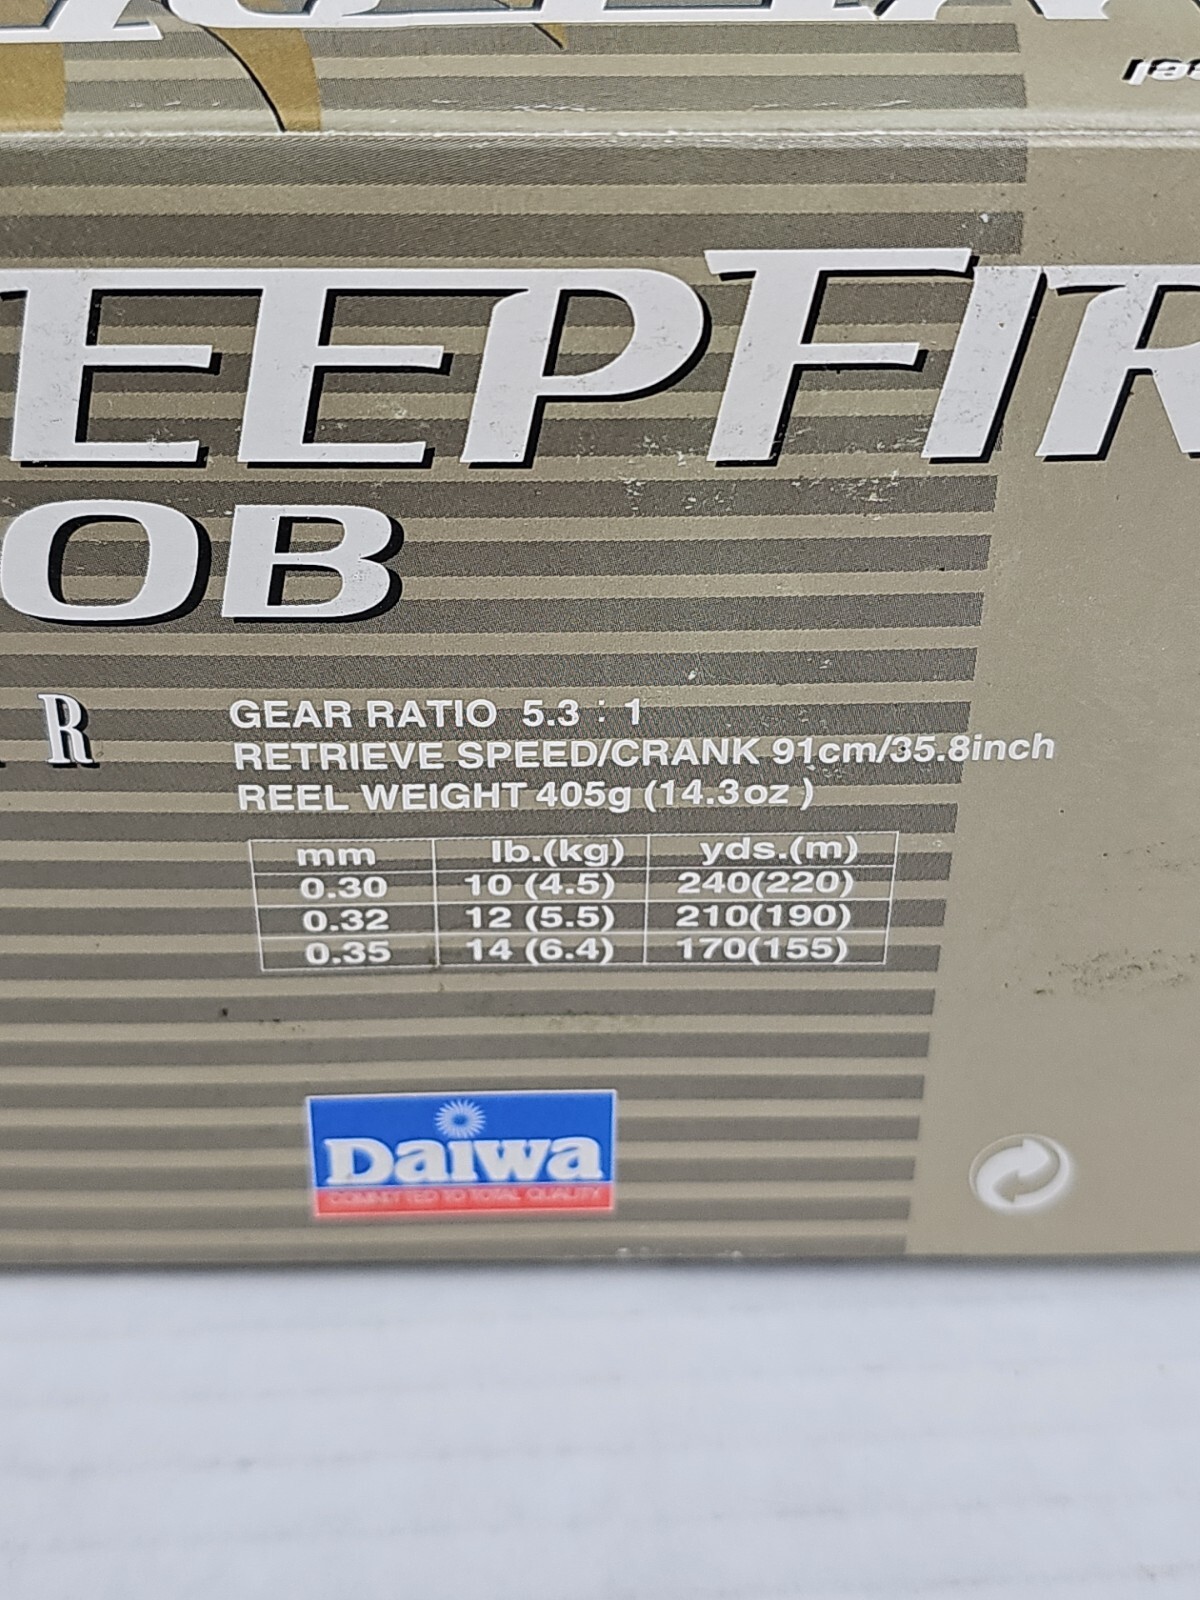 EEPFIR
OB
R
GEAR RATIO 5.3 : 1
RETRIEVE SPEED/CRANK 91cm/35.8inch
REEL WEIGHT 405g (14.3oz )
mm lb.(kg) yds.(m)
0.30 10 (4.5) 240(220)
0.32 12 (5.5) 210(190)
0.35 14 (6.4) 170(155)
Daiwa
COMMITTED TO TOTAL QUALITY